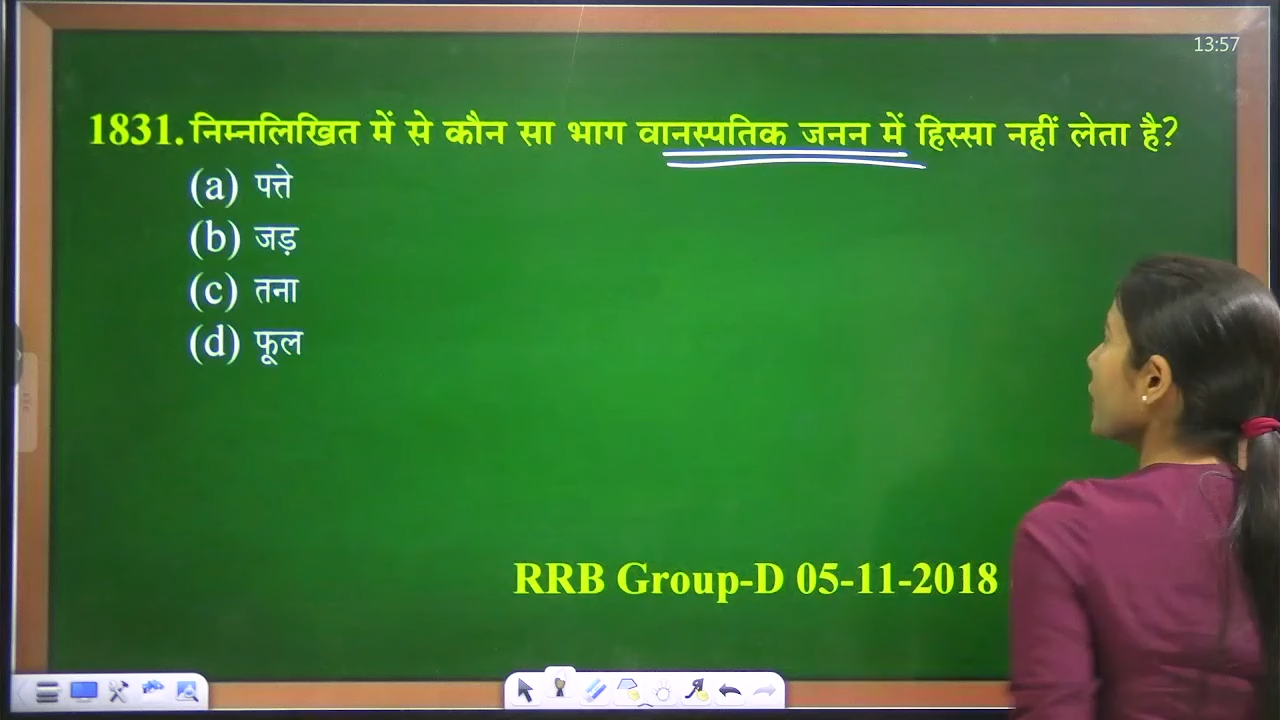 13:57
1831. निम्नलिखित में से कौन सा भाग वानस्पतिक जनन में हिस्सा नहीं लेता है?
(a) पत्ते
(b) जड़
(c) तना
(d) फूल
RRB Group-D 05-11-2018